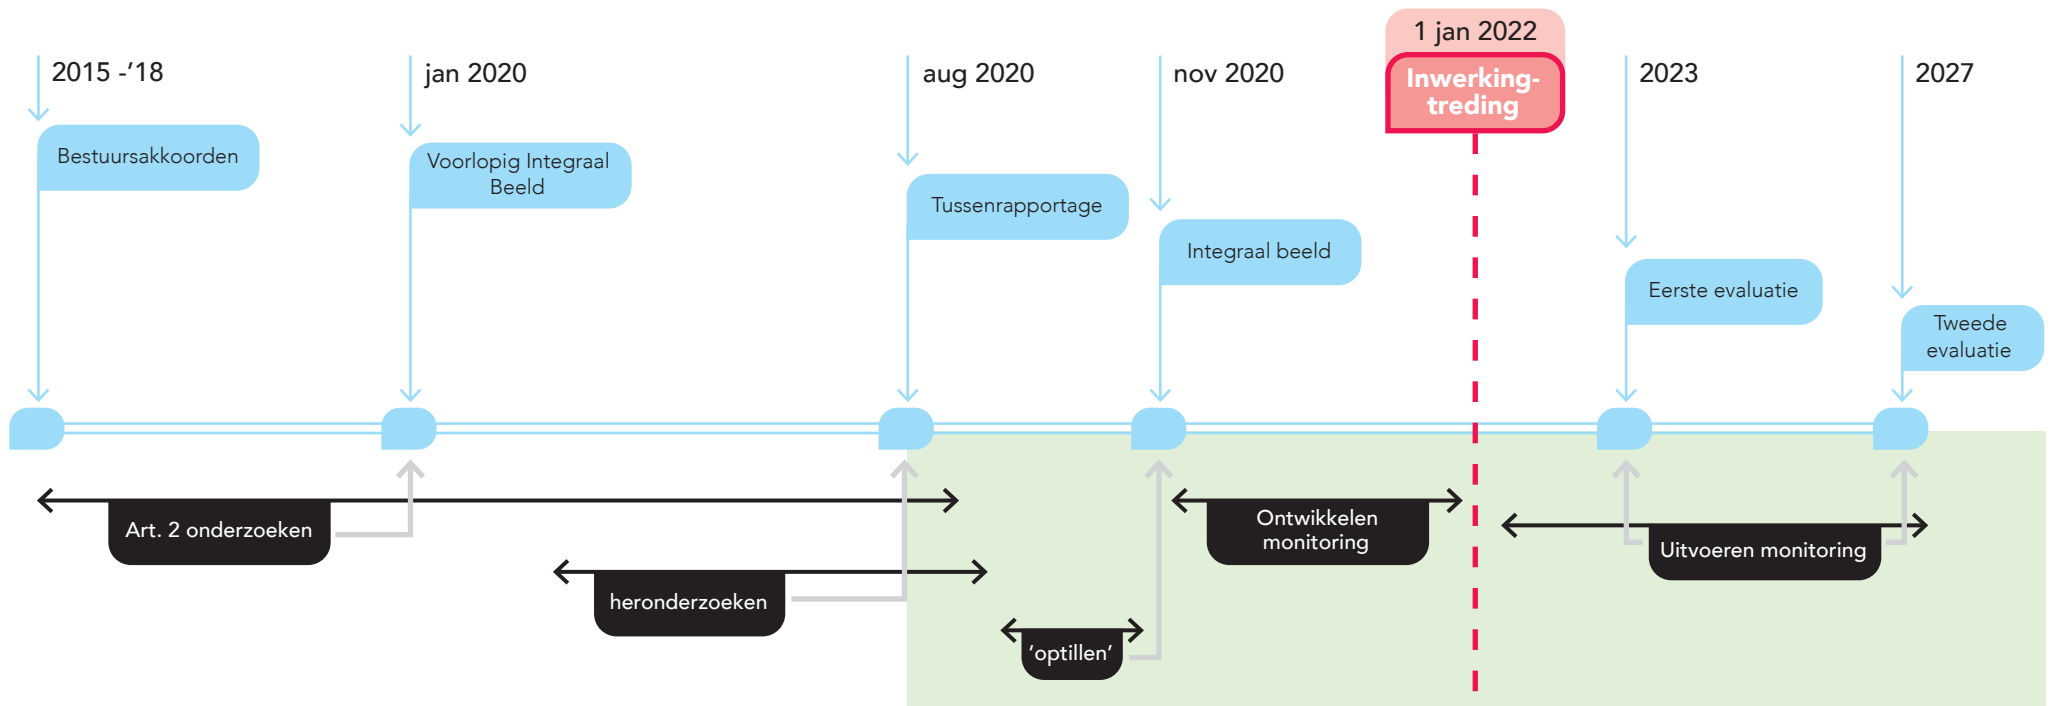 2015 -'18
jan 2020
aug 2020
nov 2020
1 jan 2022
Inwerking-
treding
2023
2027
Bestuursakkoorden
Voorlopig Integraal
Beeld
Tussenrapportage
Integraal beeld
Eerste evaluatie
Tweede
evaluatie
Art. 2 onderzoeken
heronderzoeken
'optillen'
Ontwikkelen
monitoring
Uitvoeren monitoring